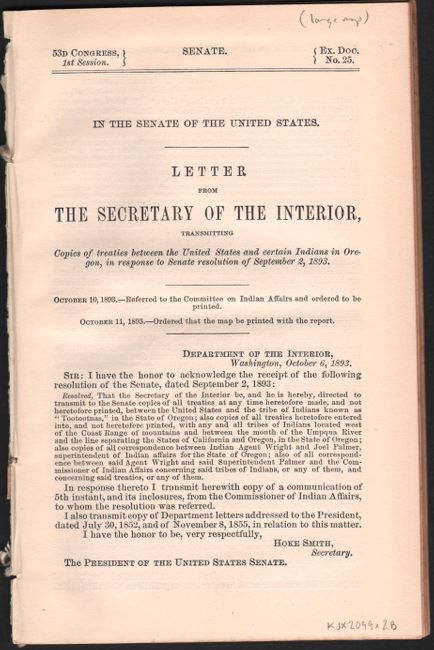 (large map)
53D CONGRESS, } SENATE. { EX. DOC.
1st Session. } { No. 25.
IN THE SENATE OF THE UNITED STATES.
LETTER
FROM
THE SECRETARY OF THE INTERIOR,
TRANSMITTING
Copies of treaties between the United States and certain Indians in Ore-
gon, in response to Senate resolution of September 2, 1893.
OCTOBER 10, 1893.—Referred to the Committee on Indian Affairs and ordered to be
printed.
OCTOBER 11, 1893.—Ordered that the map be printed with the report.
DEPARTMENT OF THE INTERIOR,
Washington, October 6, 1893.
SIR: I have the honor to acknowledge the receipt of the following
resolution of the Senate, dated September 2, 1893:
Resolved, That the Secretary of the Interior be, and he is hereby, directed to
transmit to the Senate copies of all treaties at any time heretofore made, and not
heretofore printed, between the United States and the tribe of Indians known as
"Tootootnas," in the State of Oregon; also copies of all treaties heretofore entered
into, and not heretofore printed, with any and all tribes of Indians located west
of the Coast Range of mountains and between the mouth of the Umpqua River
and the line separating the States of California and Oregon, in the State of Oregon;
also copies of all correspondence between Indian Agent Wright and Joel Palmer,
superintendent of Indian affairs for the State of Oregon; also of all correspond-
ence between said Agent Wright and said Superintendent Palmer and the Com-
missioner of Indian Affairs concerning said tribes of Indians, or any of them, and
concerning said treaties, or any of them.
In response thereto I transmit herewith copy of a communication of
5th instant, and its inclosures, from the Commissioner of Indian Affairs,
to whom the resolution was referred.
I also transmit copy of Department letters addressed to the President,
dated July 30, 1852, and of November 8, 1855, in relation to this matter.
I have the honor to be, very respectfully,
HOKE SMITH,
Secretary.
The PRESIDENT OF THE UNITED STATES SENATE.
KJX2099x2B